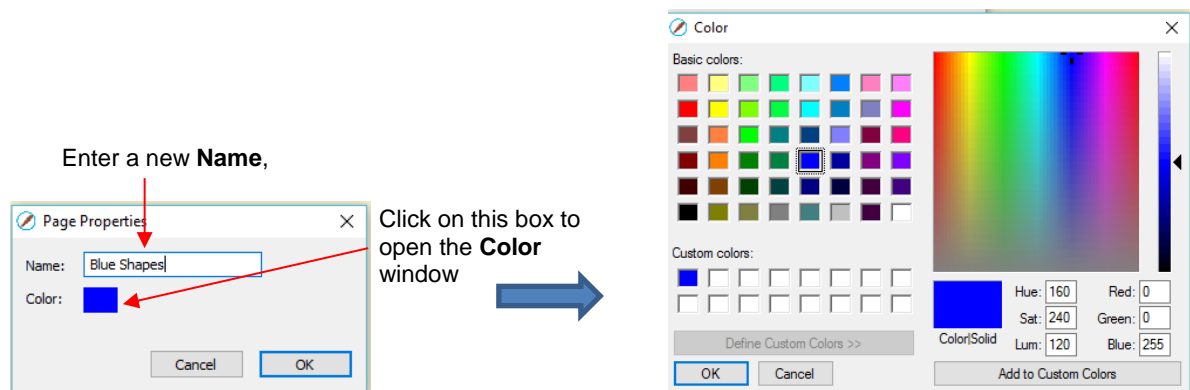 Enter a new Name,
Page Properties
Name: Blue Shapes
Color:
Cancel OK
Click on this box to
open the Color
window
Color
Basic colors:
Custom colors:
Define Custom Colors >>
OK Cancel
Color|Solid
Hue: 160 Red: 0
Sat: 240 Green: 0
Lum: 120 Blue: 255
Add to Custom Colors